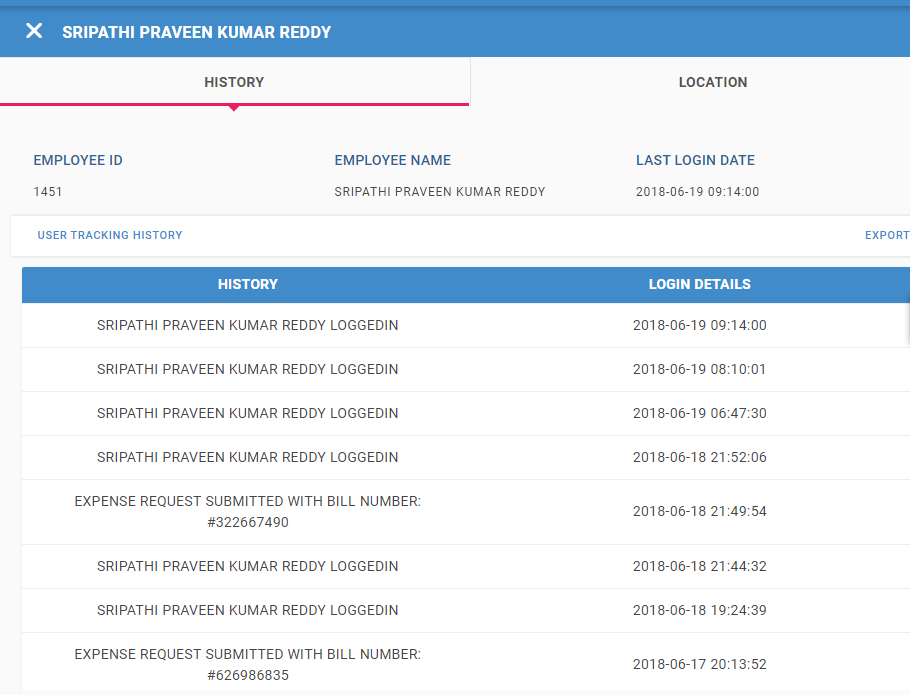 SRIPATHI PRAVEEN KUMAR REDDY
HISTORY LOCATION
EMPLOYEE ID EMPLOYEE NAME LAST LOGIN DATE
1451 SRIPATHI PRAVEEN KUMAR REDDY 2018-06-19 09:14:00
USER TRACKING HISTORY EXPORT
HISTORY LOGIN DETAILS
SRIPATHI PRAVEEN KUMAR REDDY LOGGEDIN 2018-06-19 09:14:00
SRIPATHI PRAVEEN KUMAR REDDY LOGGEDIN 2018-06-19 08:10:01
SRIPATHI PRAVEEN KUMAR REDDY LOGGEDIN 2018-06-19 06:47:30
SRIPATHI PRAVEEN KUMAR REDDY LOGGEDIN 2018-06-18 21:52:06
EXPENSE REQUEST SUBMITTED WITH BILL NUMBER:
#322667490 2018-06-18 21:49:54
SRIPATHI PRAVEEN KUMAR REDDY LOGGEDIN 2018-06-18 21:44:32
SRIPATHI PRAVEEN KUMAR REDDY LOGGEDIN 2018-06-18 19:24:39
EXPENSE REQUEST SUBMITTED WITH BILL NUMBER:
#626986835 2018-06-17 20:13:52